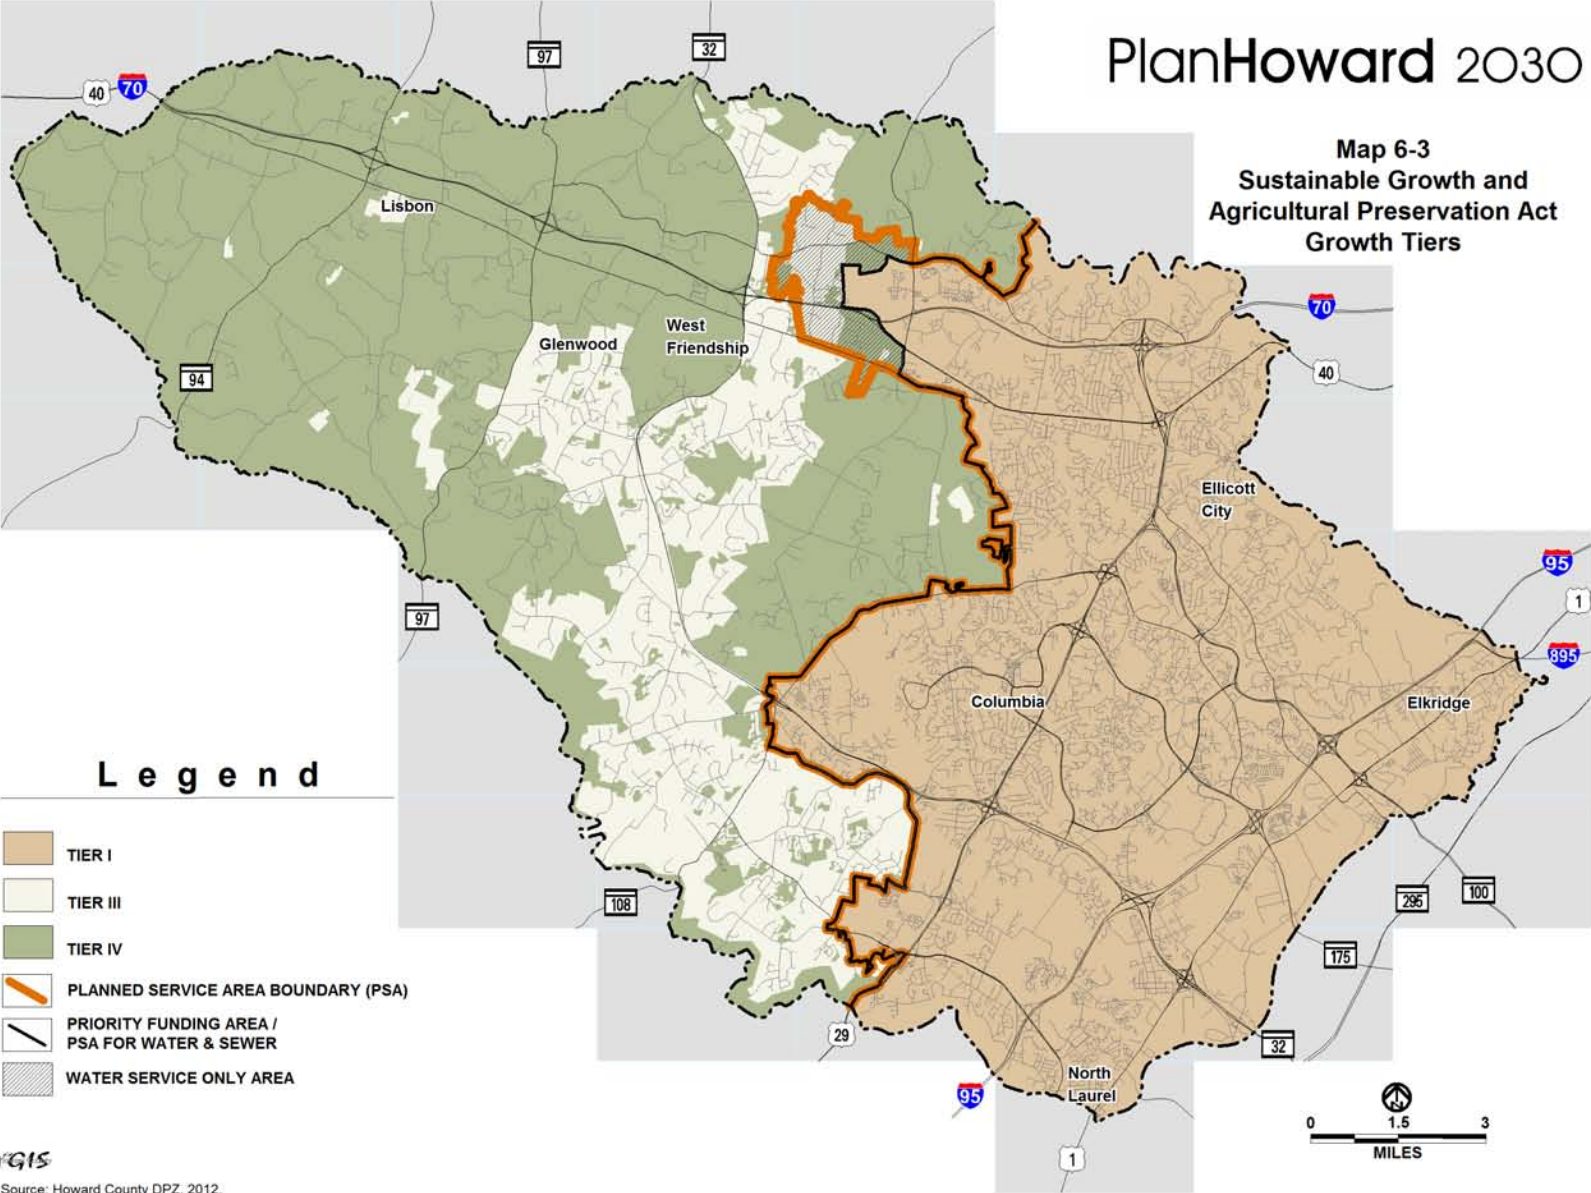 PlanHoward 2030
Map 6-3
Sustainable Growth and
Agricultural Preservation Act
Growth Tiers
97
32
40
70
Lisbon
70
West
Friendship
Glenwood
94
40
Ellicott
City
95
1
97
895
Columbia
Elkridge
Legend
TIER I
TIER III
TIER IV
PLANNED SERVICE AREA BOUNDARY (PSA)
PRIORITY FUNDING AREA /
PSA FOR WATER & SEWER
WATER SERVICE ONLY AREA
108
295
100
175
29
32
North
Laurel
95
1
N
0 1.5 3
MILES
GIS
Source: Howard County DPZ, 2012.